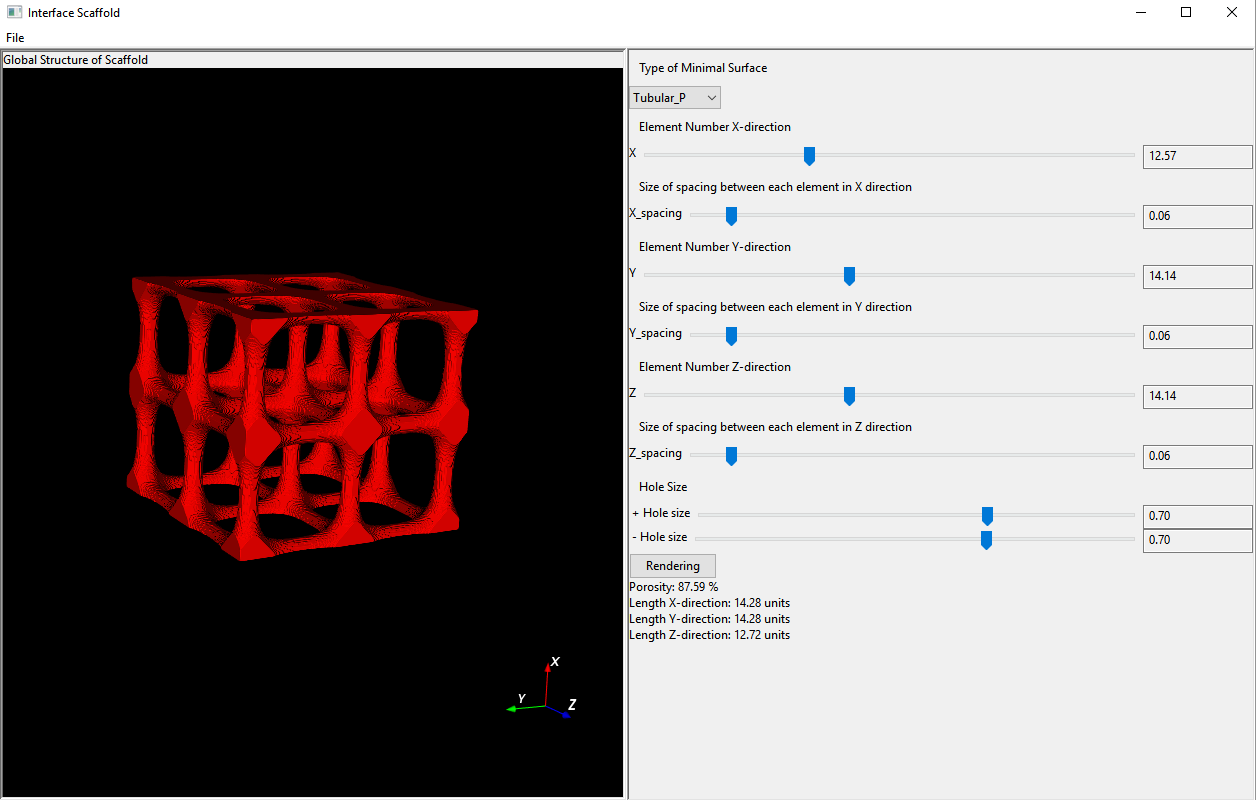 Interface Scaffold
File
Global Structure of Scaffold
Type of Minimal Surface
Tubular_P
Element Number X-direction
X 12.57
Size of spacing between each element in X direction
X_spacing 0.06
Element Number Y-direction
Y 14.14
Size of spacing between each element in Y direction
Y_spacing 0.06
Element Number Z-direction
Z 14.14
Size of spacing between each element in Z direction
Z_spacing 0.06
Hole Size
+ Hole size 0.70
- Hole size 0.70
Rendering
Porosity: 87.59 %
Length X-direction: 14.28 units
Length Y-direction: 14.28 units
Length Z-direction: 12.72 units
X
Y
Z